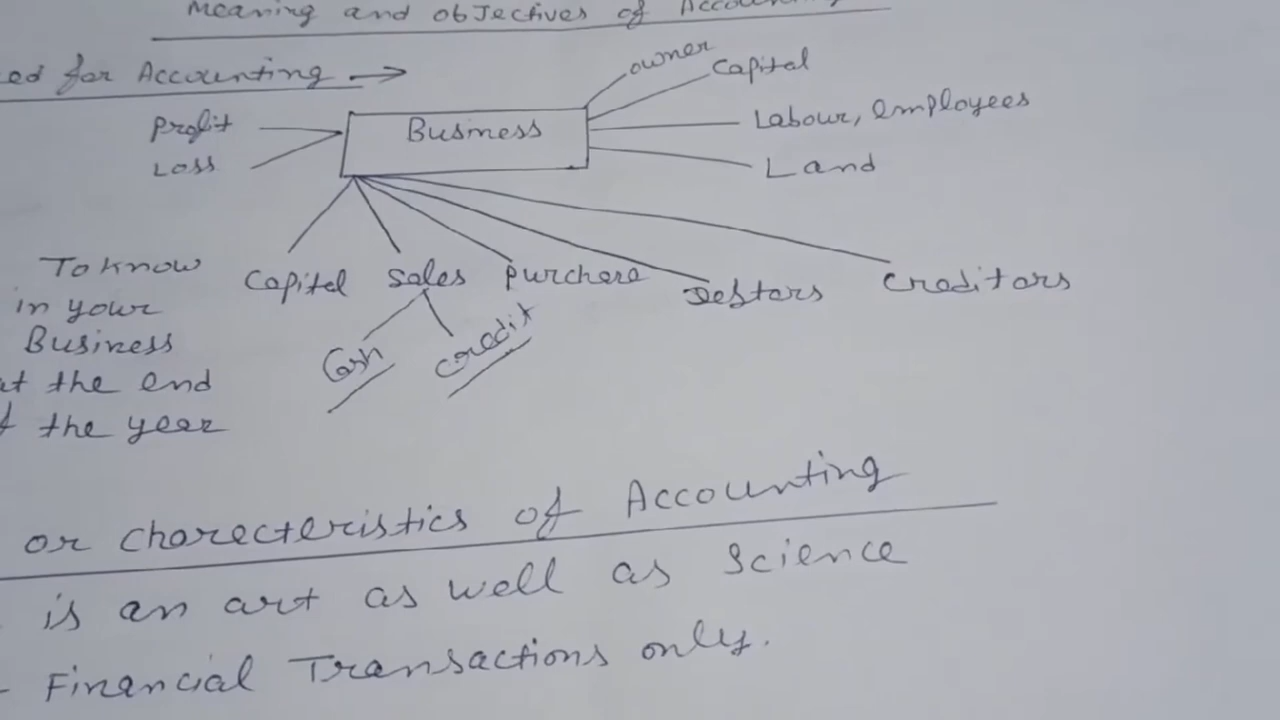 Meaning and objectives of Accounting
ed for Accounting →
owner
Capital
Profit
Business
Labour, employees
Loss
Land
To know
in your
Business
at the end
the year
Capital
Sales
purchase
Debtors
Creditors
Cash
Credit
or charecteristics of Accounting
is an art as well as Science
- Financial Transactions only.